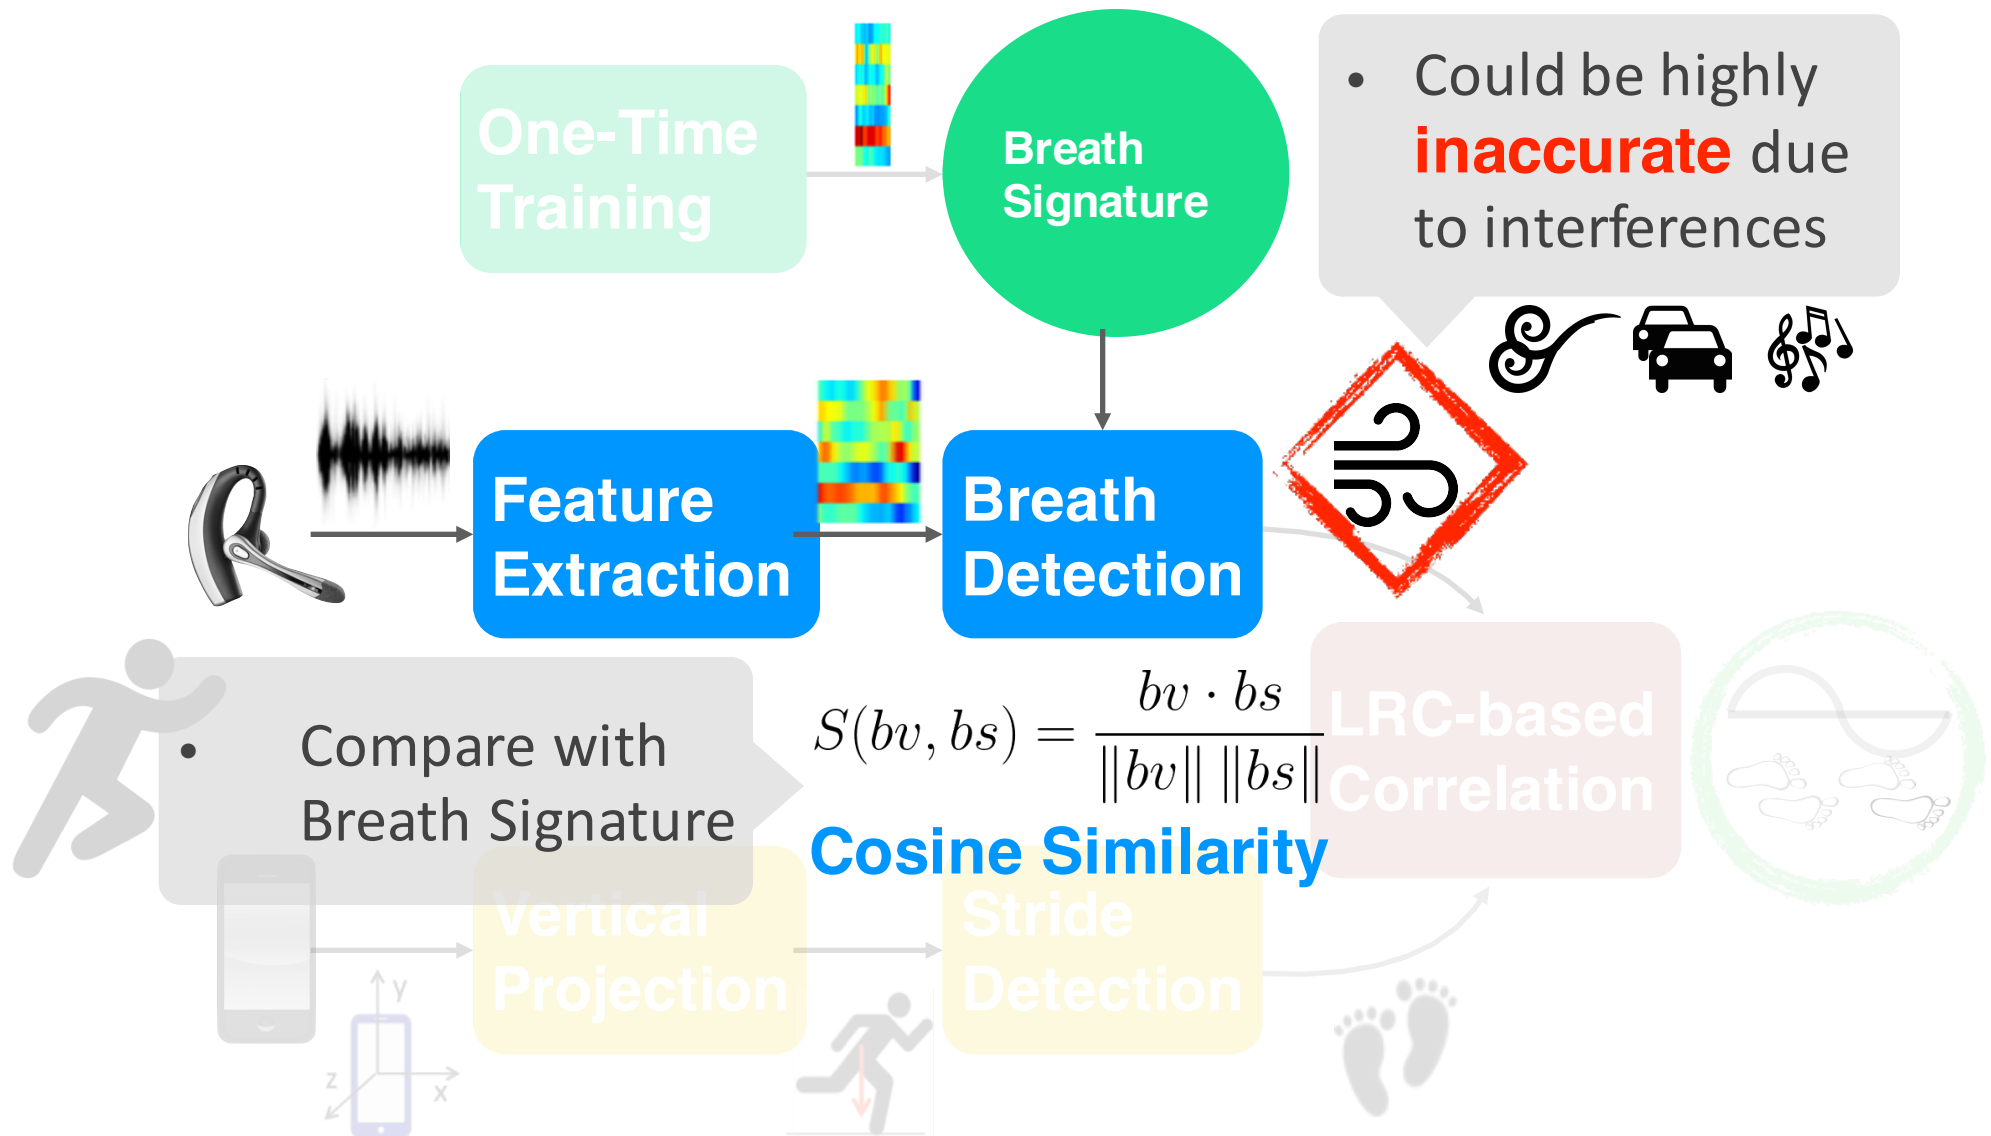 One-Time
Training
Breath
Signature
• Could be highly
inaccurate due
to interferences
Feature
Extraction
Breath
Detection
• Compare with
Breath Signature
S(bv, bs) = \frac{bv · bs}{‖bv‖ ‖bs‖}
Cosine Similarity
LRC-based
Correlation
Vertical
Projection
Stride
Detection
y
z
x